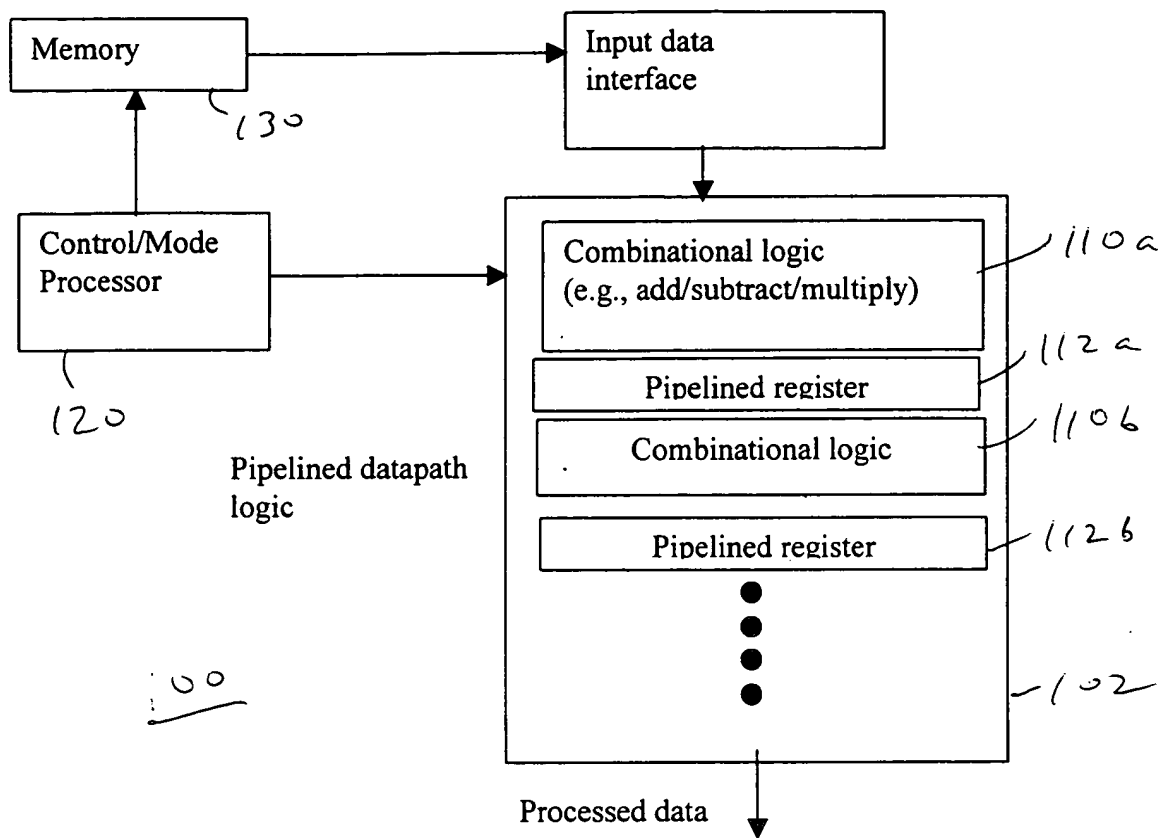 Memory
130
Input data
interface
Control/Mode
Processor
120
Combinational logic
(e.g., add/subtract/multiply)
110a
Pipelined register
112a
Combinational logic
110b
Pipelined register
112b
Pipelined datapath
logic
100
102
Processed data